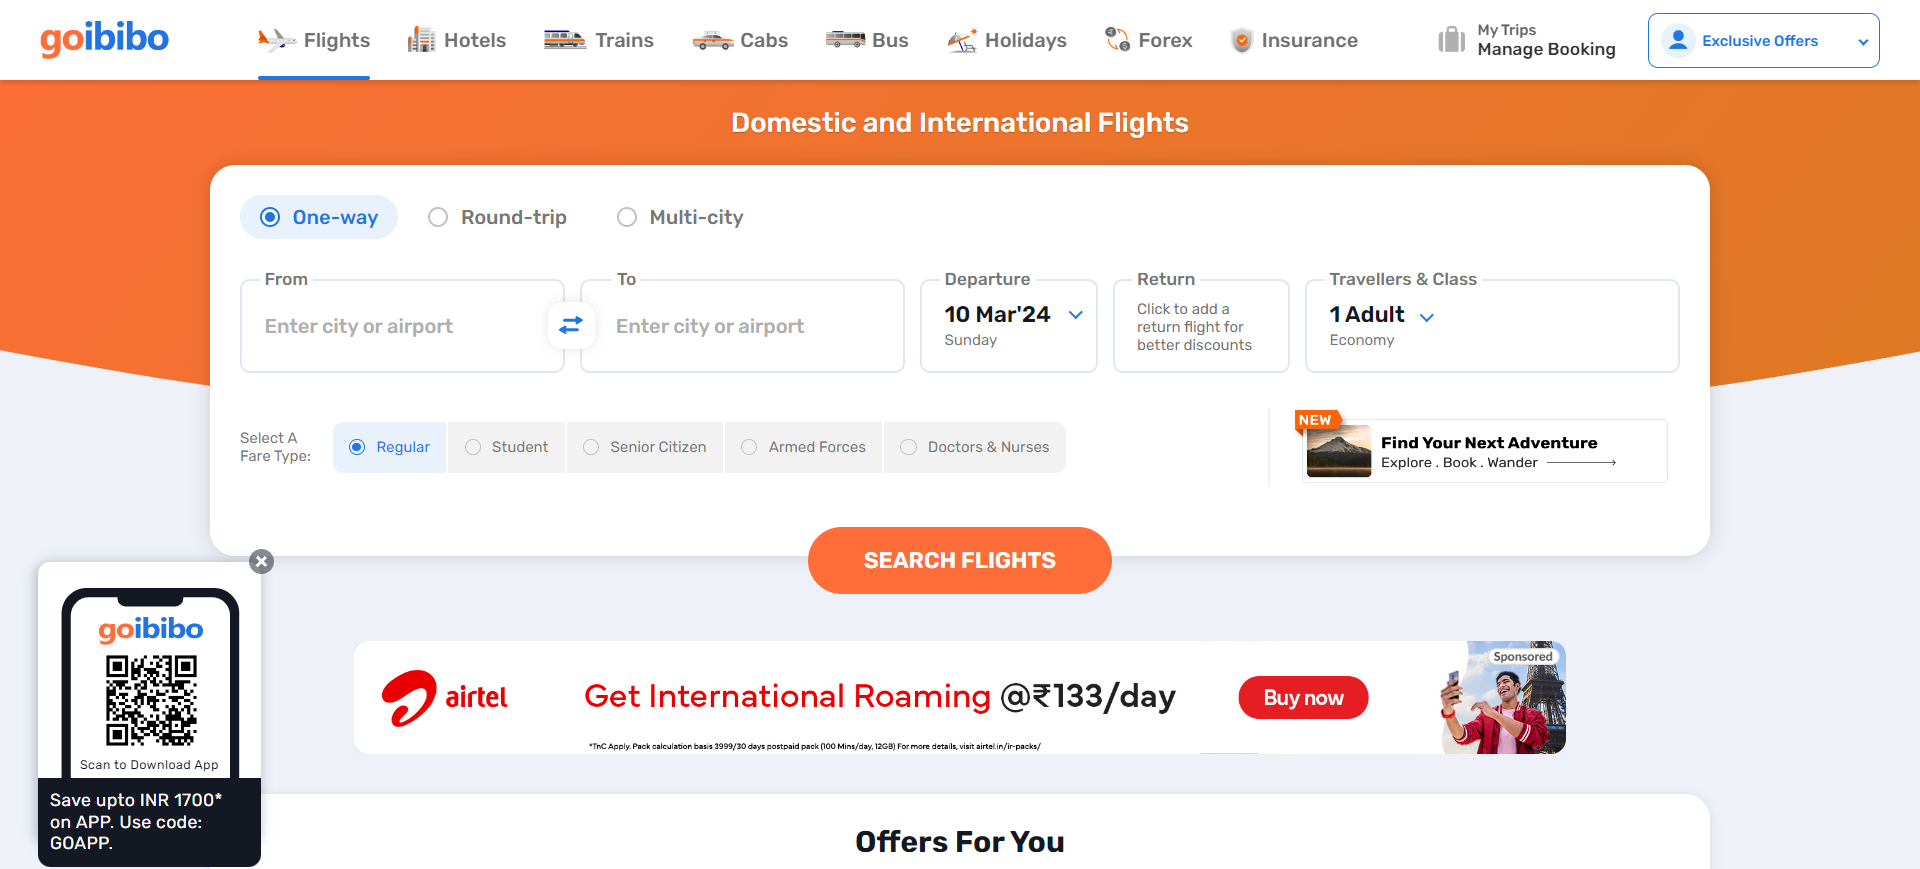 goibibo
Flights
Hotels
Trains
Cabs
Bus
Holidays
Forex
Insurance
My Trips
Manage Booking
Exclusive Offers
Domestic and International Flights
One-way
Round-trip
Multi-city
From
Enter city or airport
To
Enter city or airport
Departure
10 Mar'24
Sunday
Return
Click to add a
return flight for
better discounts
Travellers & Class
1 Adult
Economy
Select A
Fare Type:
Regular
Student
Senior Citizen
Armed Forces
Doctors & Nurses
NEW
Find Your Next Adventure
Explore . Book . Wander
SEARCH FLIGHTS
goibibo
Scan to Download App
Save upto INR 1700*
on APP. Use code:
GOAPP.
airtel
Get International Roaming @₹133/day
*TnC Apply. Pack calculation basis 3999/30 days postpaid pack (100 Mins/day, 12GB) For more details, visit airtel.in/ir-packs/
Buy now
Sponsored
Offers For You